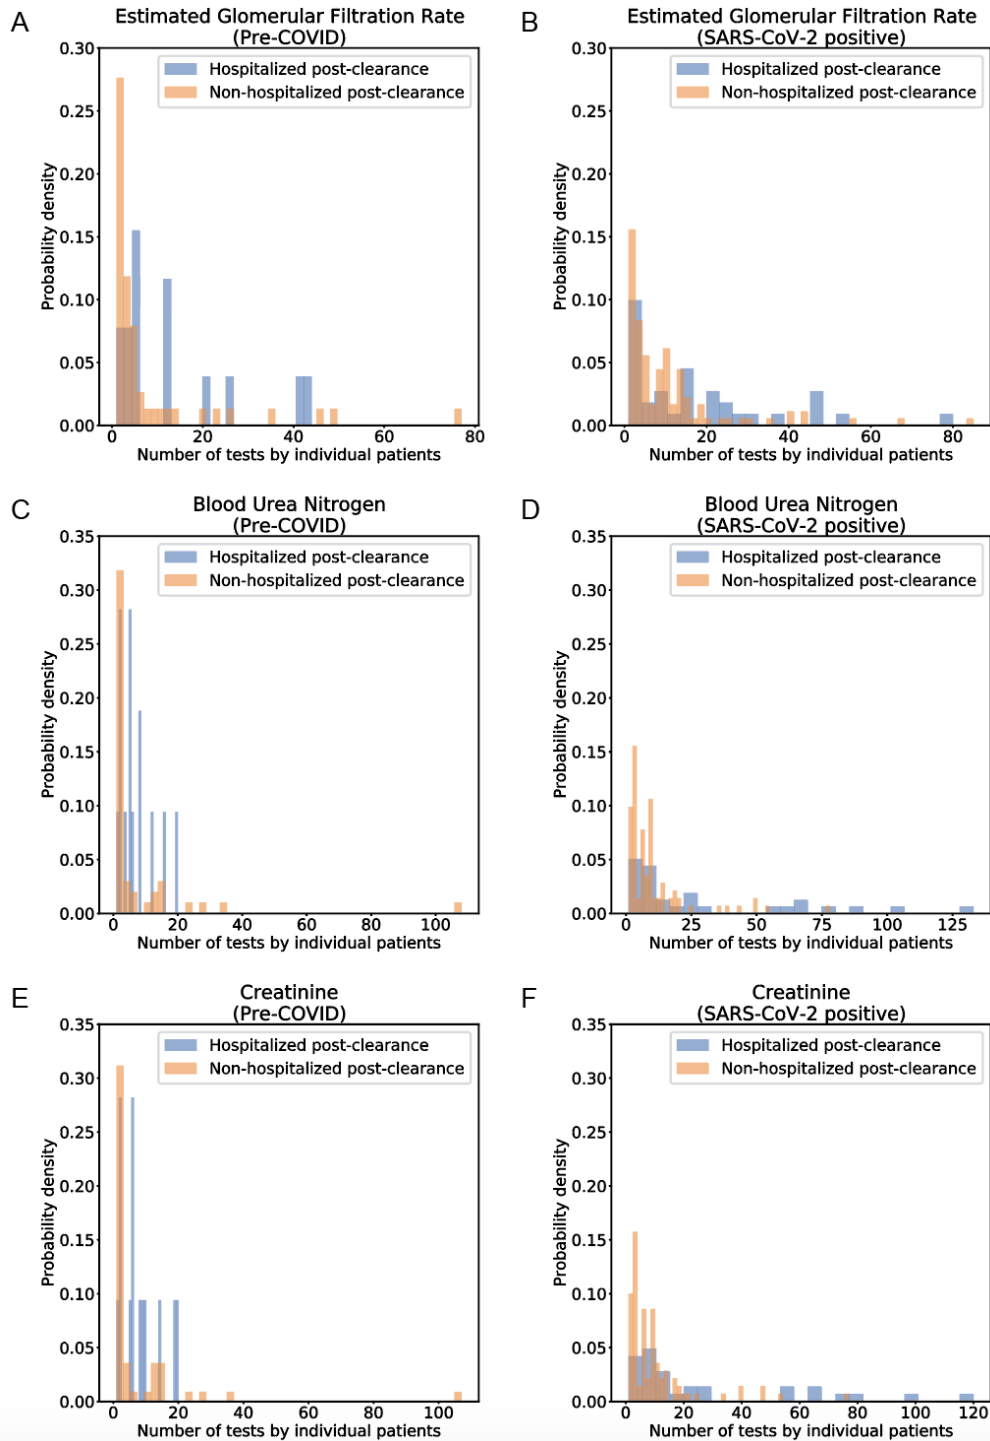 A
Estimated Glomerular Filtration Rate
(Pre-COVID)
0.30
0.25
0.20
0.15
0.10
0.05
0.00
Probability density
Hospitalized post-clearance
Non-hospitalized post-clearance
0 20 40 60 80
Number of tests by individual patients
B
Estimated Glomerular Filtration Rate
(SARS-CoV-2 positive)
0.30
0.25
0.20
0.15
0.10
0.05
0.00
Probability density
Hospitalized post-clearance
Non-hospitalized post-clearance
0 20 40 60 80
Number of tests by individual patients
C
Blood Urea Nitrogen
(Pre-COVID)
0.35
0.30
0.25
0.20
0.15
0.10
0.05
0.00
Probability density
Hospitalized post-clearance
Non-hospitalized post-clearance
0 20 40 60 80 100
Number of tests by individual patients
D
Blood Urea Nitrogen
(SARS-CoV-2 positive)
0.35
0.30
0.25
0.20
0.15
0.10
0.05
0.00
Probability density
Hospitalized post-clearance
Non-hospitalized post-clearance
0 25 50 75 100 125
Number of tests by individual patients
E
Creatinine
(Pre-COVID)
0.35
0.30
0.25
0.20
0.15
0.10
0.05
0.00
Probability density
Hospitalized post-clearance
Non-hospitalized post-clearance
0 20 40 60 80 100
Number of tests by individual patients
F
Creatinine
(SARS-CoV-2 positive)
0.35
0.30
0.25
0.20
0.15
0.10
0.05
0.00
Probability density
Hospitalized post-clearance
Non-hospitalized post-clearance
0 20 40 60 80 100 120
Number of tests by individual patients